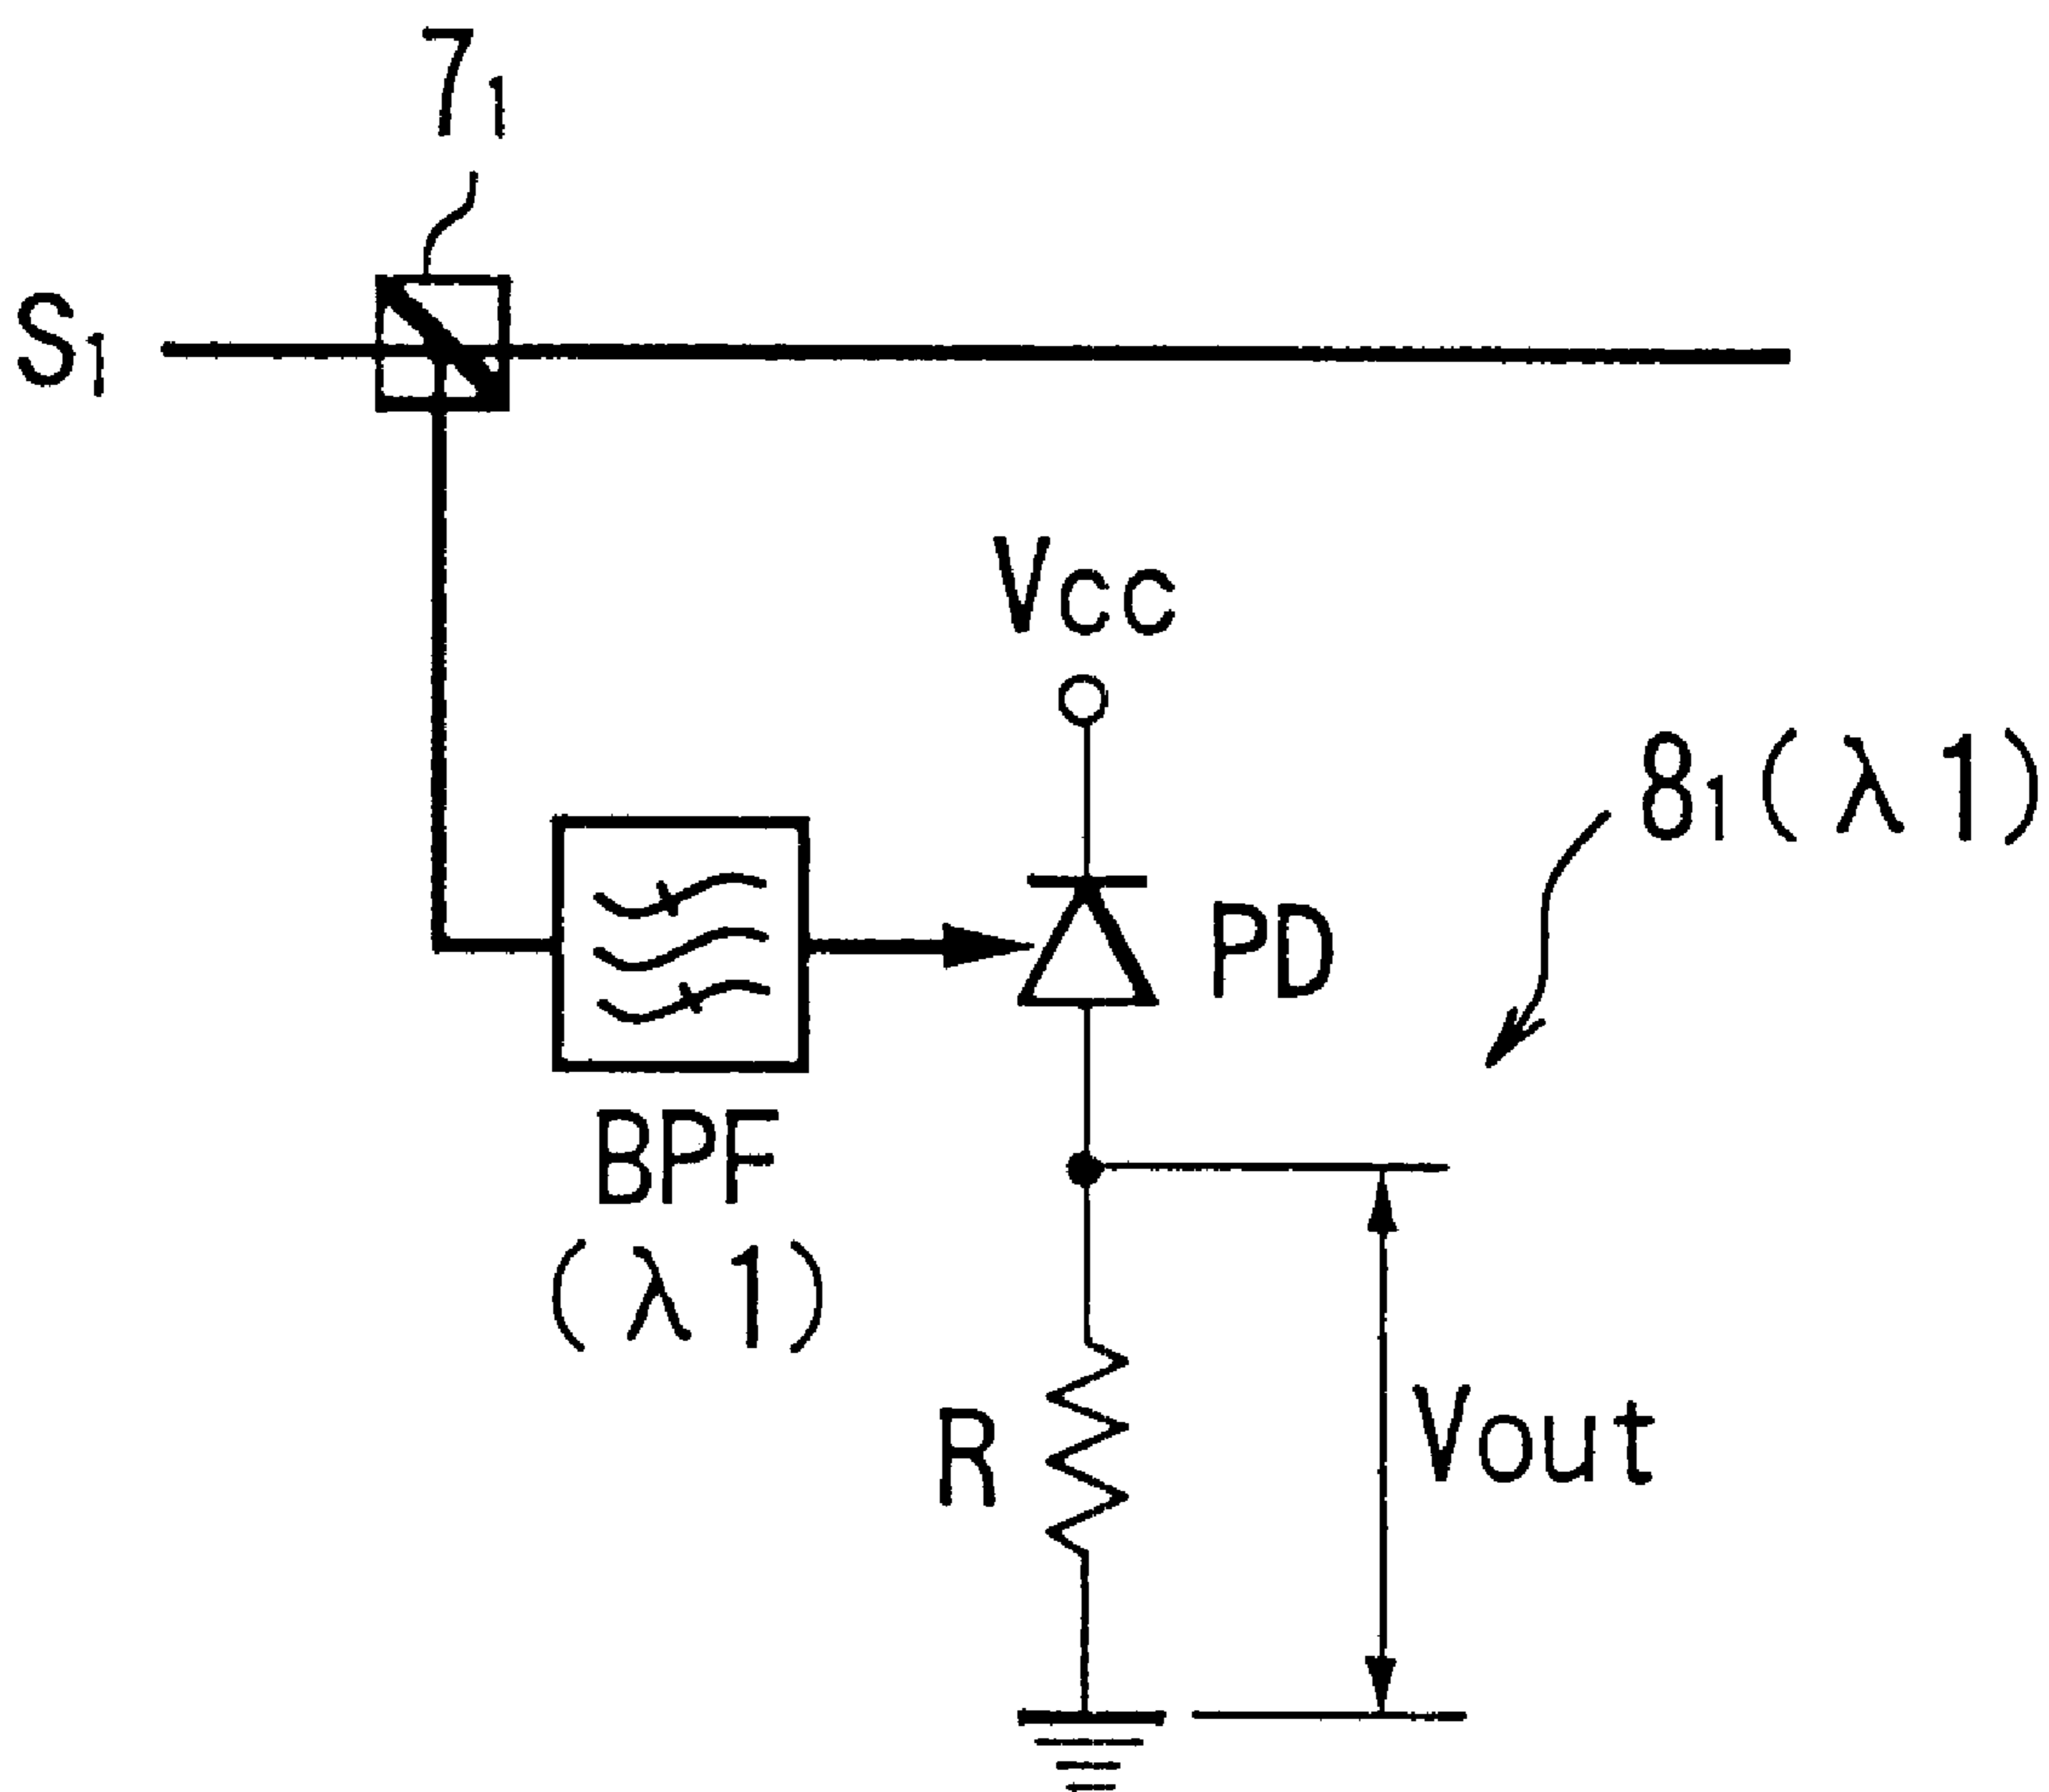 7₁
S₁
Vcc
8₁(λ1)
PD
BPF
(λ1)
R
Vout